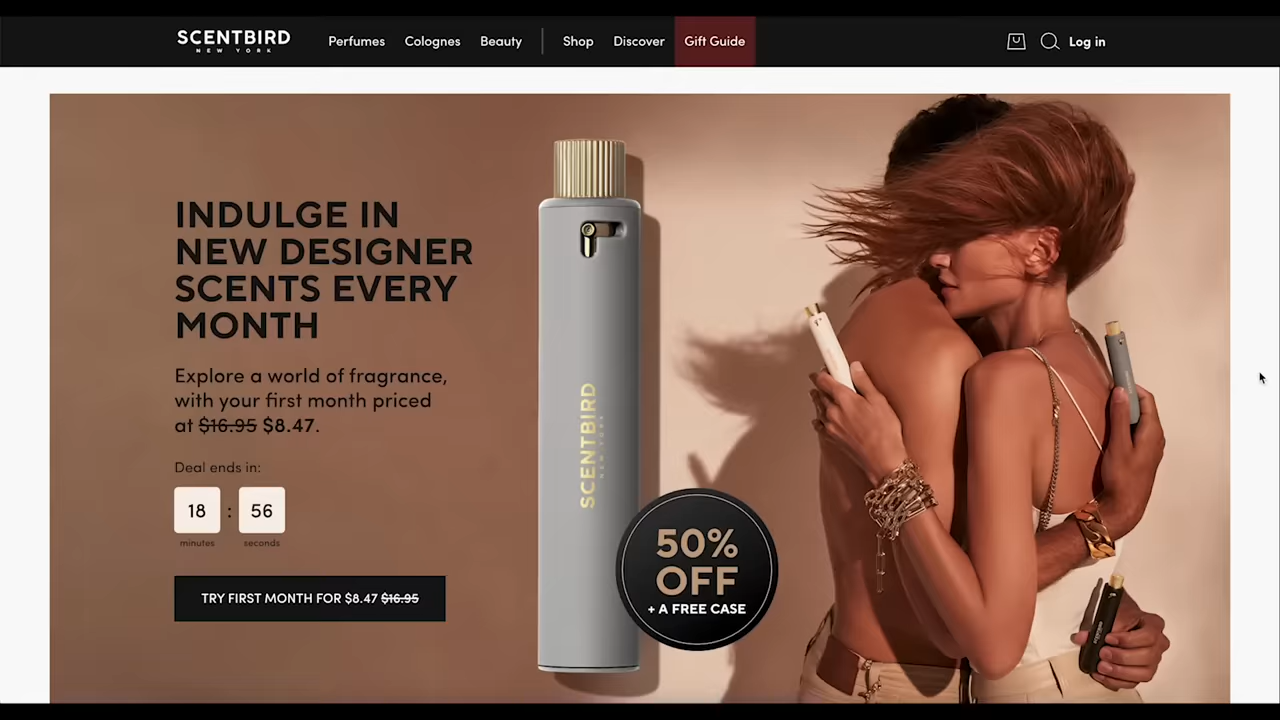 SCENTBIRD
NEW YORK
Perfumes
Colognes
Beauty
Shop
Discover
Gift Guide
Log in
INDULGE IN
NEW DESIGNER
SCENTS EVERY
MONTH
Explore a world of fragrance,
with your first month priced
at $16.95 $8.47.
Deal ends in:
18 : 56
minutes seconds
TRY FIRST MONTH FOR $8.47 $16.95
SCENTBIRD
NEW YORK
50%
OFF
+ A FREE CASE